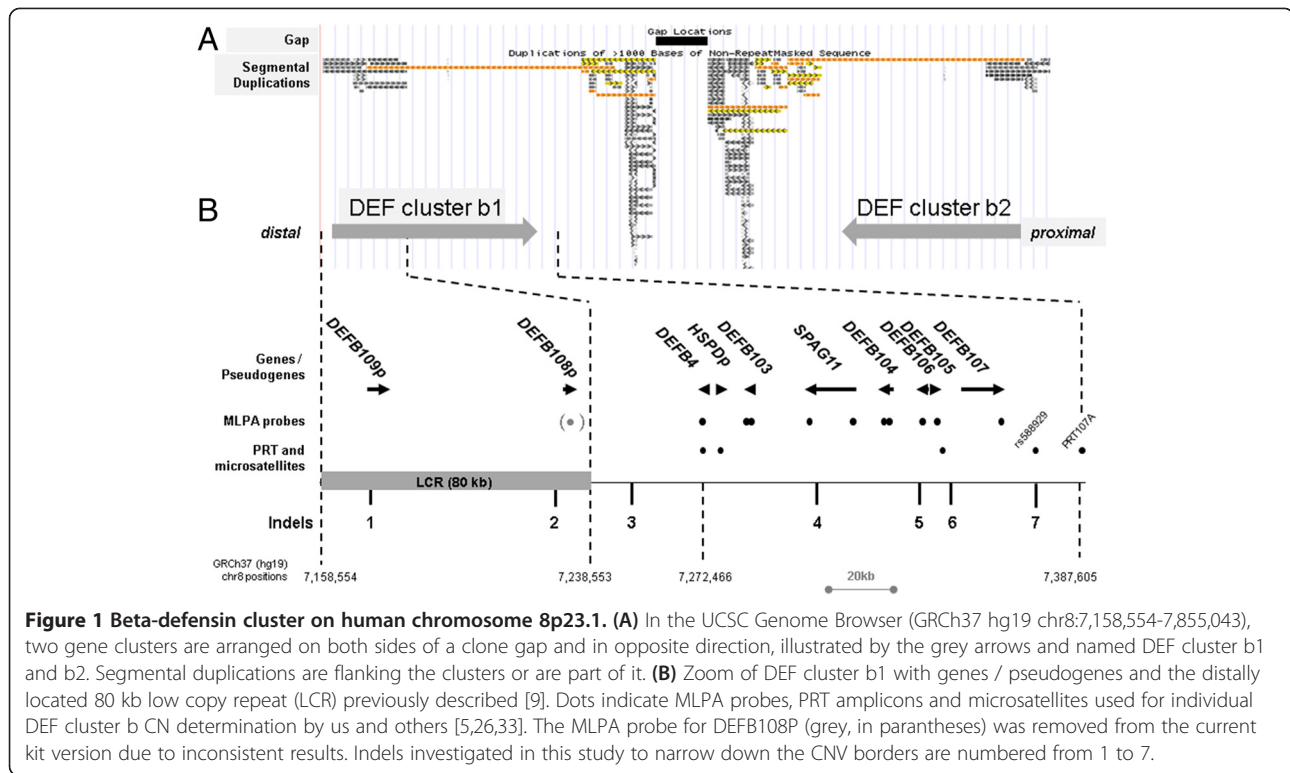 A
Gap
Gap Locations
Duplications of >1000 Bases of Non-RepeatMasked Sequence
Segmental
Duplications
B
DEF cluster b1
DEF cluster b2
distal
proximal
Genes /
Pseudogenes
DEFB109p
DEFB108p
DEFB4
HSPDp
DEFB103
SPAG11
DEFB104
DEFB106
DEFB105
DEFB107
MLPA probes
( )
PRT and
microsatellites
rs588929
PRT107A
LCR (80 kb)
Indels
1 2 3 4 5 6 7
GRCh37 (hg19)
chr8 positions
7,158,554 7,238,553 7,272,466 7,387,605
20kb
Figure 1 Beta-defensin cluster on human chromosome 8p23.1. (A) In the UCSC Genome Browser (GRCh37 hg19 chr8:7,158,554-7,855,043),
two gene clusters are arranged on both sides of a clone gap and in opposite direction, illustrated by the grey arrows and named DEF cluster b1
and b2. Segmental duplications are flanking the clusters or are part of it. (B) Zoom of DEF cluster b1 with genes / pseudogenes and the distally
located 80 kb low copy repeat (LCR) previously described [9]. Dots indicate MLPA probes, PRT amplicons and microsatellites used for individual
DEF cluster b CN determination by us and others [5,26,33]. The MLPA probe for DEFB108P (grey, in parantheses) was removed from the current
kit version due to inconsistent results. Indels investigated in this study to narrow down the CNV borders are numbered from 1 to 7.